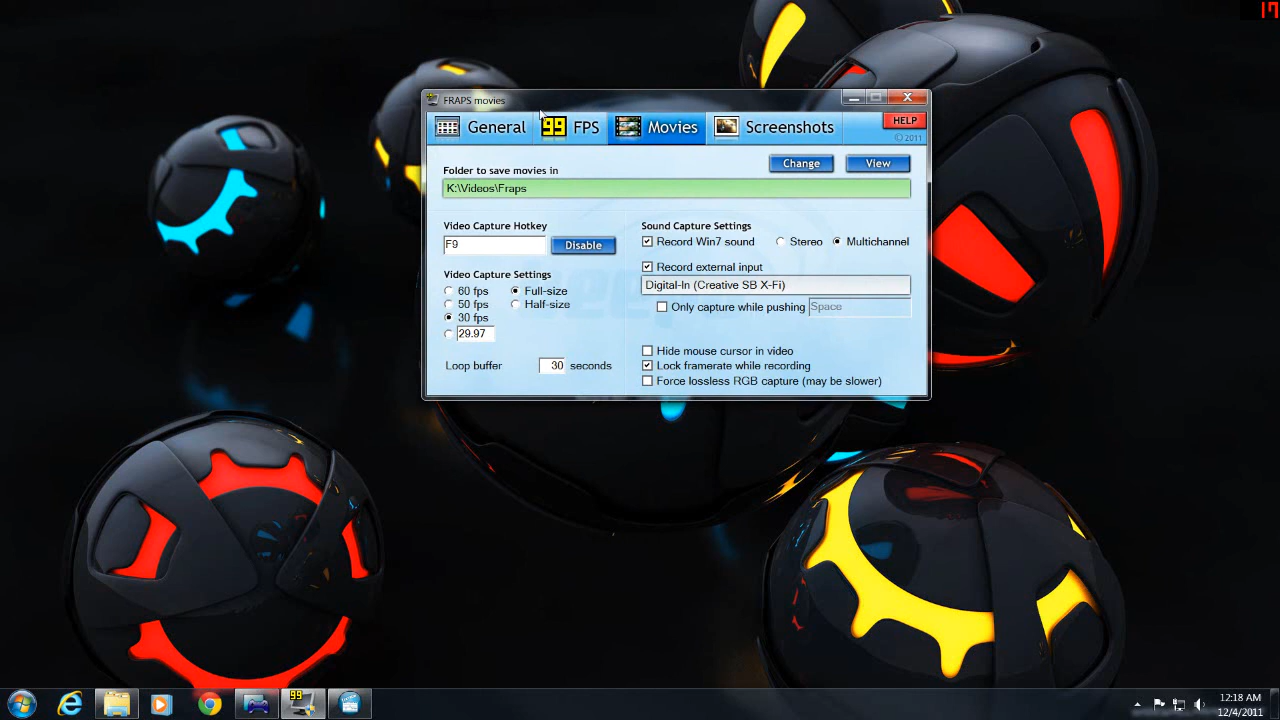 17
FRAPS movies
General
99 FPS
Movies
Screenshots
HELP
© 2011
Folder to save movies in
Change
View
K:\Videos\Fraps
Video Capture Hotkey
F9
Disable
Video Capture Settings
60 fps
Full-size
50 fps
Half-size
30 fps
29.97
Loop buffer
30 seconds
Sound Capture Settings
Record Win7 sound
Stereo
Multichannel
Record external input
Digital-In (Creative SB X-Fi)
Only capture while pushing
Space
Hide mouse cursor in video
Lock framerate while recording
Force lossless RGB capture (may be slower)
99
12:18 AM
12/4/2011